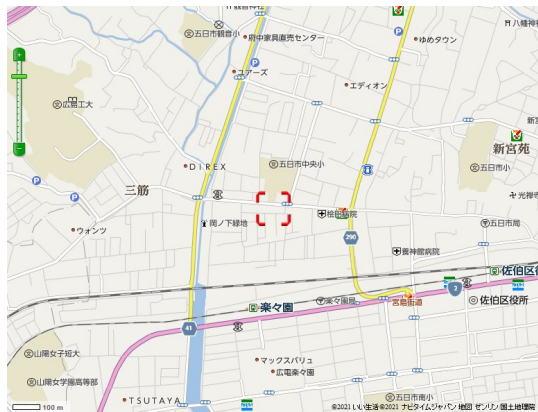 五日市観音小
府中家具直売センター
ゆめタウン
ユアーズ
エディオン
広島工大
新宮苑
DIREX
五日市中央小
五日市小
三筋
光禅寺
岡ノ下緑地
桧田病院
五日市局
ウォンツ
290
養神館病院
佐伯区役
2
楽々園
楽々園局
宮島街道
佐伯区役所
41
山陽女子短大
マックスバリュ
山陽女学園高等部
広電楽々園
TSUTAYA
五日市南小
100 m
©2021 いい生活 ©2021 ナビタイムジャパン 地図 ゼンリン/国土地理院